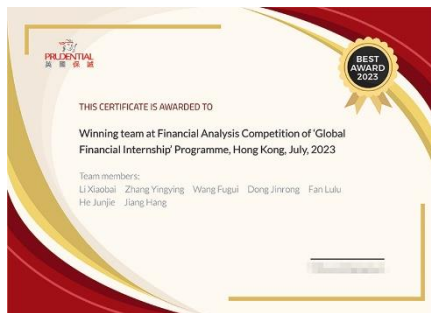 PRUDENTIAL
英國保誠
BEST
AWARD
2023
THIS CERTIFICATE IS AWARDED TO
Winning team at Financial Analysis Competition of 'Global
Financial Internship' Programme, Hong Kong, July, 2023
Team members:
Li Xiaobai Zhang Yingying Wang Fugui Dong Jinrong Fan Lulu
He Junjie Jiang Hang